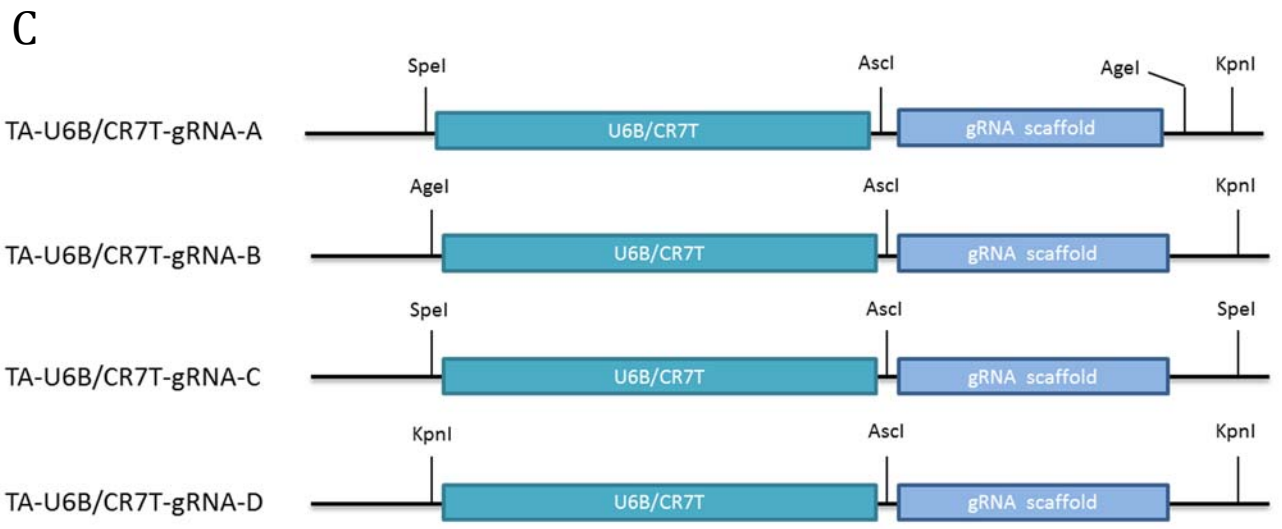 C
SpeI AscI AgeI KpnI
TA-U6B/CR7T-gRNA-A U6B/CR7T gRNA scaffold
AgeI AscI KpnI
TA-U6B/CR7T-gRNA-B U6B/CR7T gRNA scaffold
SpeI AscI SpeI
TA-U6B/CR7T-gRNA-C U6B/CR7T gRNA scaffold
KpnI AscI KpnI
TA-U6B/CR7T-gRNA-D U6B/CR7T gRNA scaffold